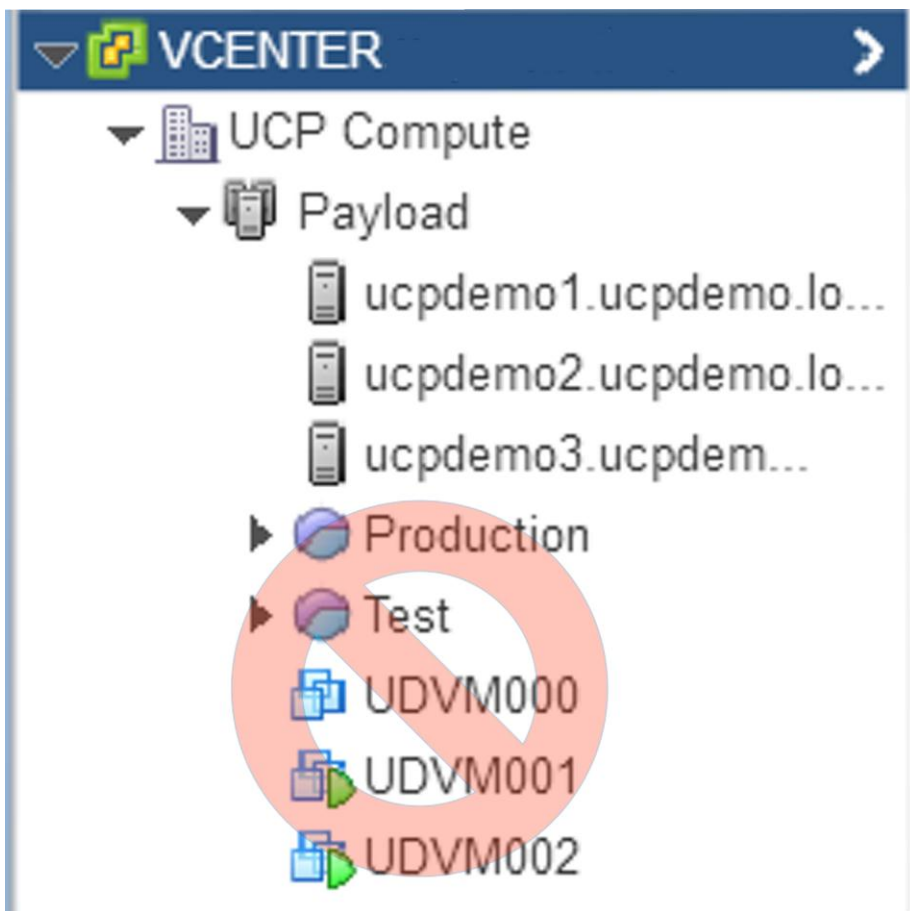 VCENTER
UCP Compute
Payload
ucpdemo1.ucpdemo.lo...
ucpdemo2.ucpdemo.lo...
ucpdemo3.ucpdem...
Production
Test
UDVM000
UDVM001
UDVM002